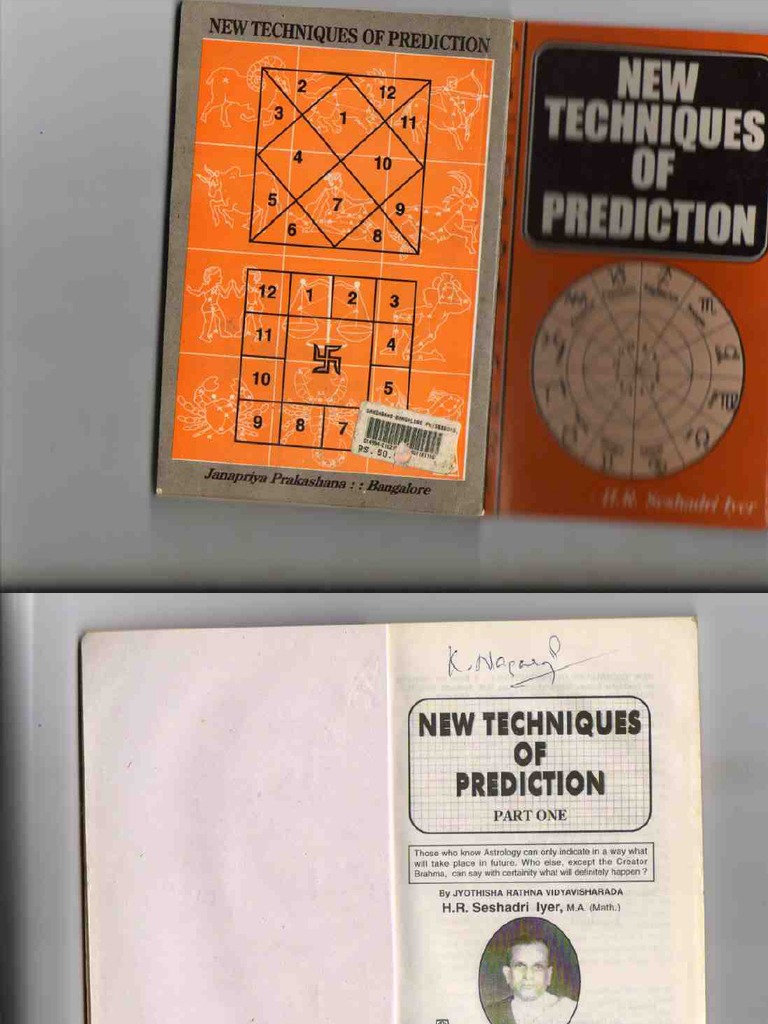 NEW TECHNIQUES OF PREDICTION
2
12
3
1
11
4
10
5
7
9
6
8
12
1
2
3
11
4
10
5
9
8
7
RS. 50.
Janapriya Prakashana : : Bangalore
NEW
TECHNIQUES
OF
PREDICTION
H.R. Seshadri Iyer
NEW TECHNIQUES
OF
PREDICTION
PART ONE
Those who know Astrology can only indicate in a way what
will take place in future. Who else, except the Croator
Brahma, can say with certainity what will definitely happen ?
By JYOTHISHA RATHNA VIDYAVISHARADA
H.R. Seshadri Iyer, M.A. (Math.)